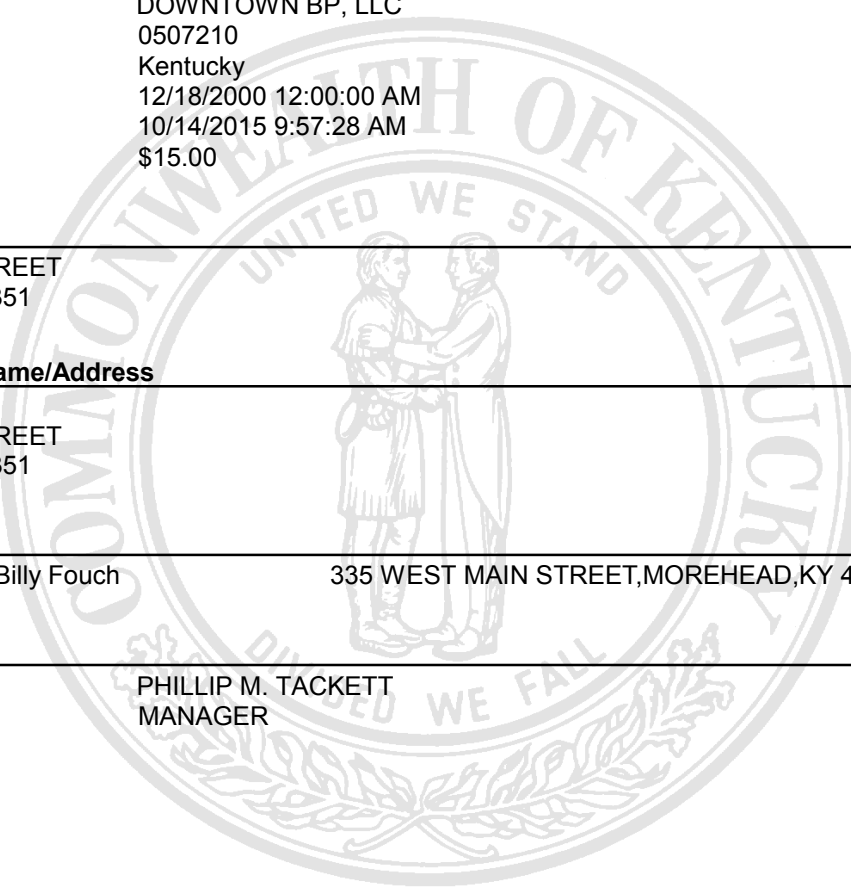 DOWNTOWN BP, LLC
0507210
Kentucky
12/18/2000 12:00:00 AM
10/14/2015 9:57:28 AM
$15.00
COMMONWEALTH OF KENTUCKY
UNITED WE STAND
REET
351
ame/Address
REET
351
Billy Fouch 335 WEST MAIN STREET,MOREHEAD,KY 4
DIVIDED WE FALL
PHILLIP M. TACKETT
MANAGER